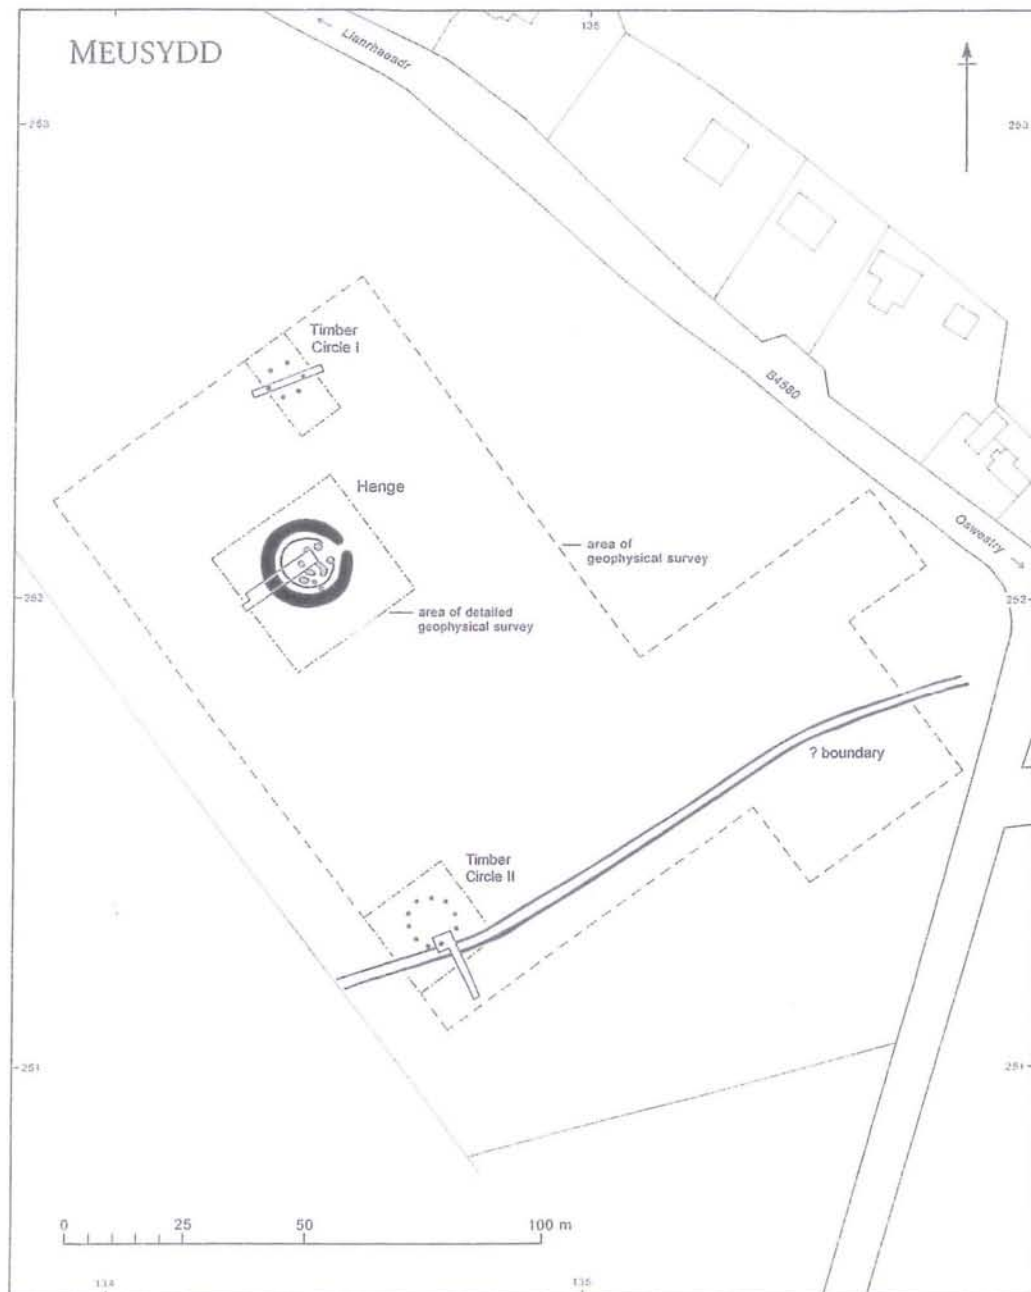 MEUSYDD
135
Llanrhaeadr
253
253
Timber
Circle I
B4580
Henge
area of
geophysical survey
Oswestry
area of detailed
geophysical survey
252
252
? boundary
Timber
Circle II
251
251
0 25 50 100 m
134
135